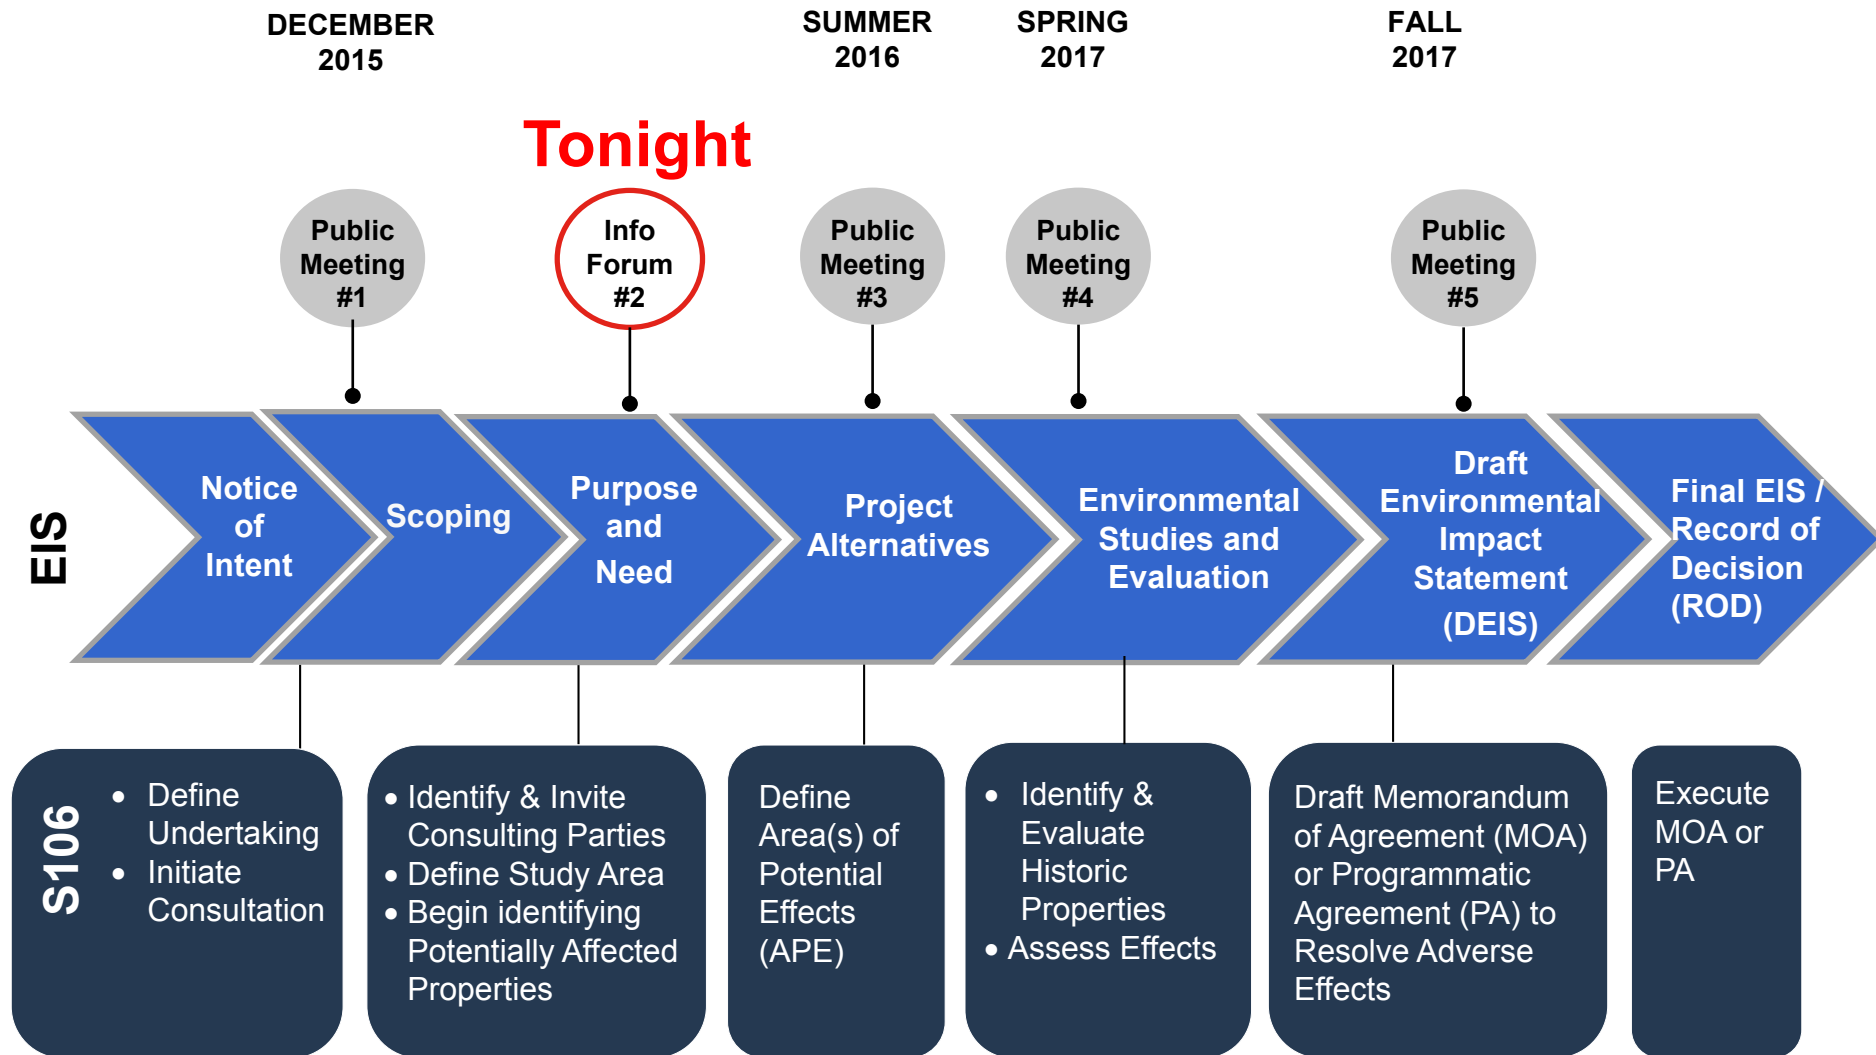 DECEMBER
2015
SUMMER
2016
SPRING
2017
FALL
2017
Tonight
Public
Meeting
#1
Info
Forum
#2
Public
Meeting
#3
Public
Meeting
#4
Public
Meeting
#5
EIS
Notice
of
Intent
Scoping
Purpose
and
Need
Project
Alternatives
Environmental
Studies and
Evaluation
Draft
Environmental
Impact
Statement
(DEIS)
Final EIS /
Record of
Decision
(ROD)
S106
• Define
Undertaking
• Initiate
Consultation
• Identify & Invite
Consulting Parties
• Define Study Area
• Begin identifying
Potentially Affected
Properties
Define
Area(s) of
Potential
Effects
(APE)
• Identify &
Evaluate
Historic
Properties
• Assess Effects
Draft Memorandum
of Agreement (MOA)
or Programmatic
Agreement (PA) to
Resolve Adverse
Effects
Execute
MOA or
PA